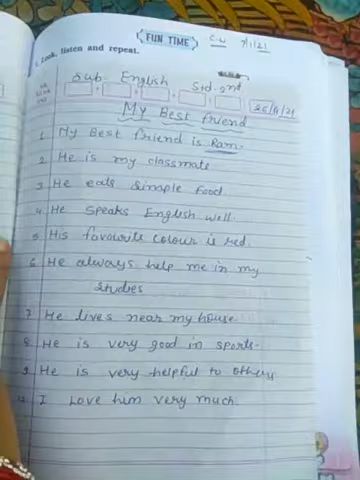 FUN TIME C.W 7/1/21
1. Look, listen and repeat.
Sub- English Std-2nd
25/1/21
My Best friend
1 My Best friend is Ram.
2 He is my classmate
3 He eats simple food.
4 He speaks English well.
5 His favourite colour is red.
6 He always help me in my
studies
7 He lives near my house
8 He is very good in sports.
9 He is very helpful to others
10 I Love him very much.